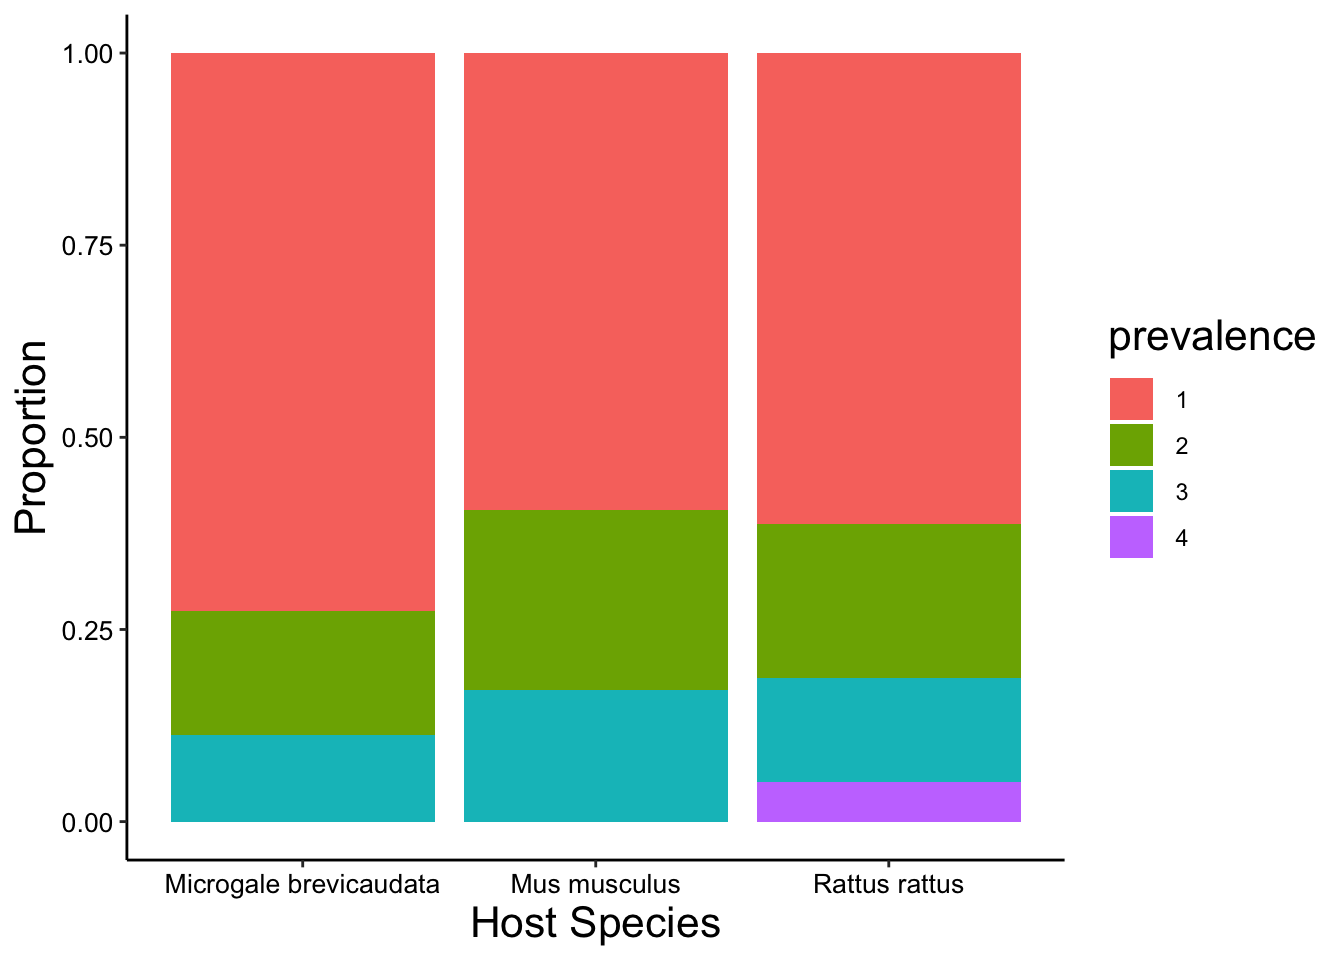 Proportion
1.00
0.75
0.50
0.25
0.00
Microgale brevicaudata
Mus musculus
Rattus rattus
Host Species
prevalence
1
2
3
4